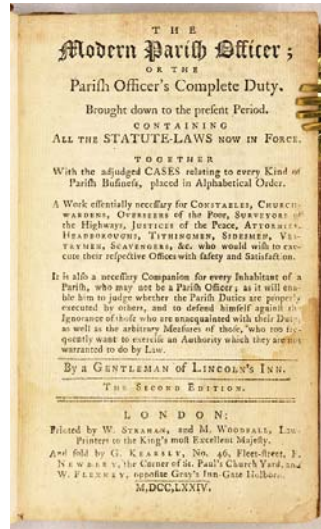 THE
Modern Pariſh Officer;
OR THE
Pariſh Officer's Complete Duty.
Brought down to the preſent Period.
CONTAINING
ALL THE STATUTE-LAWS NOW IN FORCE.
TOGETHER
With the adjudged CASES relating to every Kind of
Pariſh Buſineſs, placed in Alphabetical Order.
A Work eſſentially neceſſary for CONSTABLES, CHURCH-
WARDENS, OVERSEERS of the Poor, SURVEYORS of
the Highways, JUSTICES of the Peace, ATTORNIES,
HEADBOROUGHS, TITHINGMEN, SIDESMEN, VES-
TRYMEN, SCAVENGERS, &c. who would wiſh to exe-
cute their reſpective Offices with ſafety and Satisfaction.
It is alſo a neceſſary Companion for every Inhabitant of a
Pariſh, who may not be a Pariſh Officer; as it will ena-
ble him to judge whether the Pariſh Duties are properly
executed by others, and to defend himſelf againſt the
Ignorance of thoſe who are unacquainted with their Duty,
as well as the arbitrary Meaſures of thoſe, who too fre-
quently want to exerciſe an Authority which they are not
warranted to do by Law.
By a GENTLEMAN of LINCOLN'S INN.
THE SECOND EDITION.
LONDON:
Printed by W. STRAHAN, and M. WOODFALL, Law-
Printers to the King's moſt Excellent Majeſty.
And ſold by G. KEARSLY, No. 46, Fleet-ſtreet, F.
NEWBERY, the Corner of St. Paul's Church Yard, and
W. FLEXNEY, oppoſite Gray's Inn-Gate Holborn.
M,DCC,LXXIV.